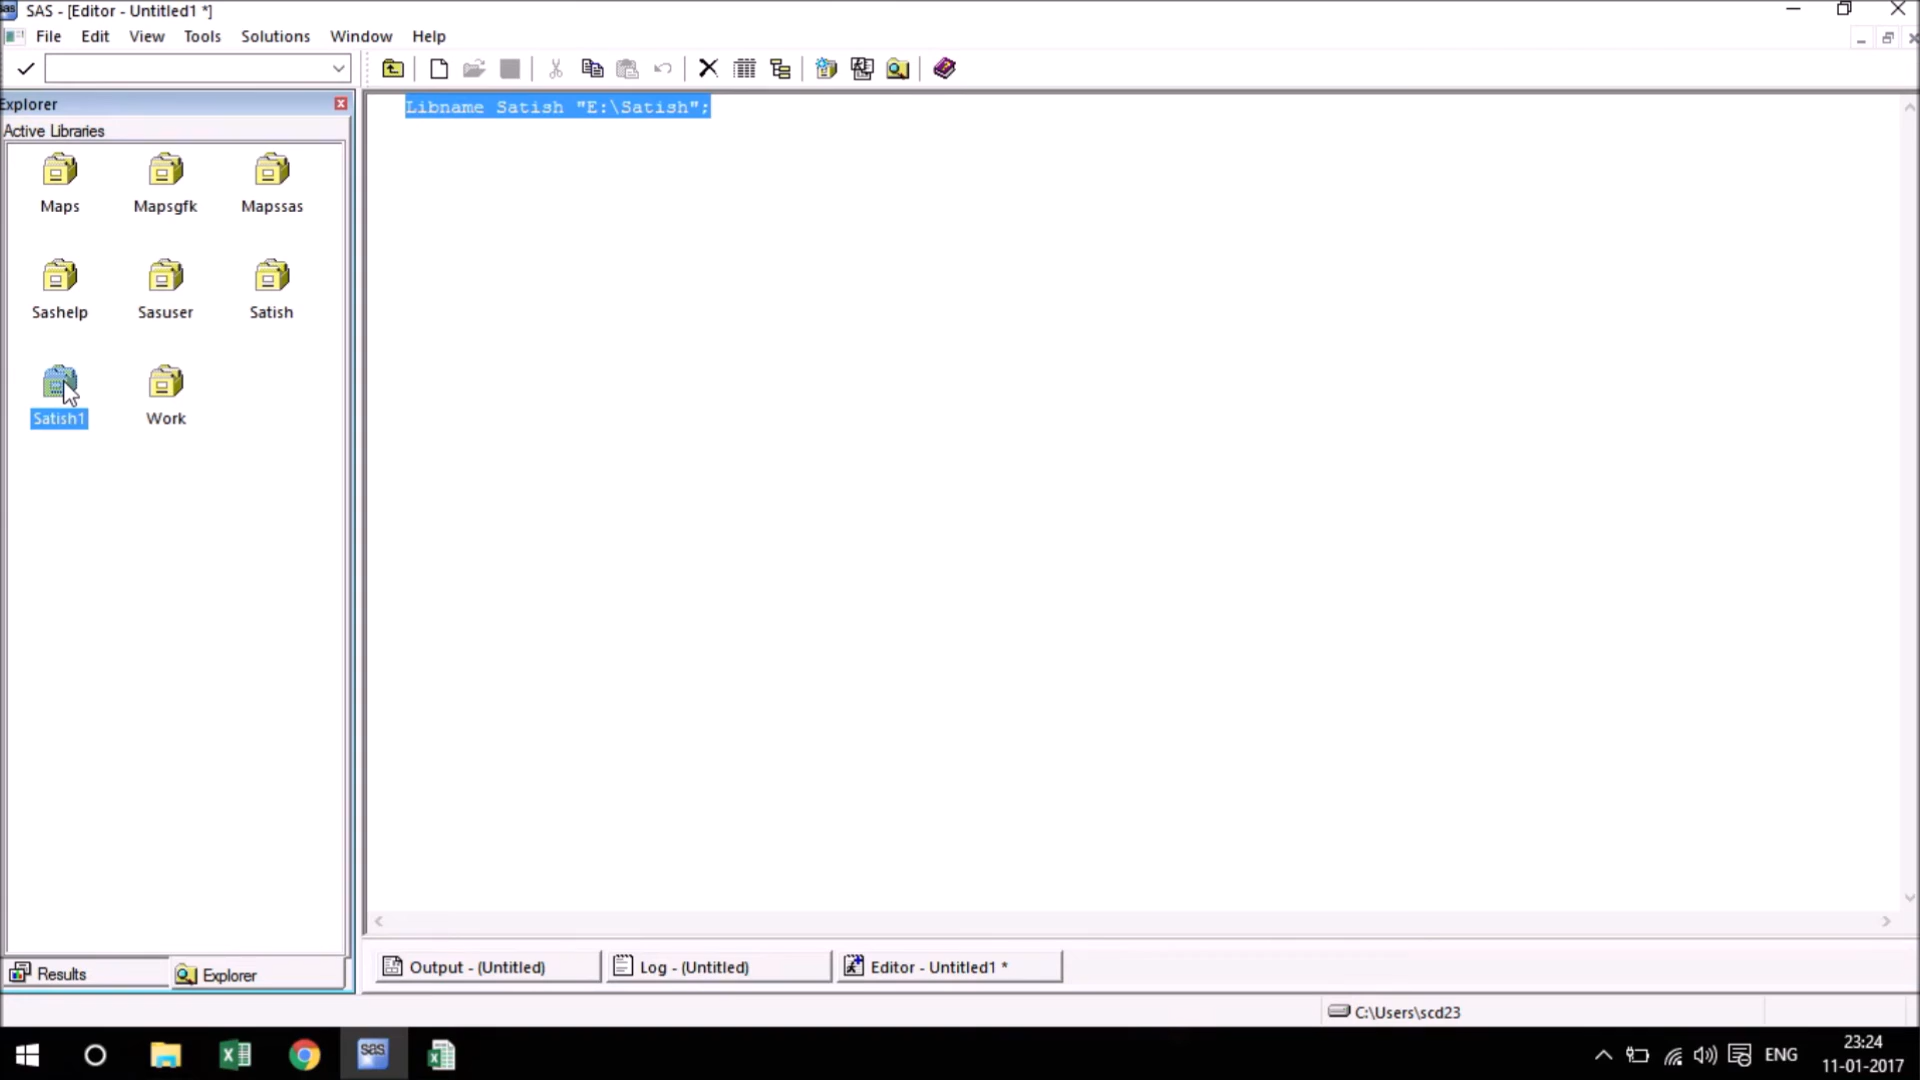 SAS - [Editor - Untitled1 *]
File Edit View Tools Solutions Window Help
Explorer
Active Libraries
Libname Satish "E:\Satish";
Maps Mapsgfk Mapssas
Sashelp Sasuser Satish
Satish1 Work
Results Explorer
Output - (Untitled) Log - (Untitled) Editor - Untitled1 *
C:\Users\scd23
sas
ENG
23:24
11-01-2017